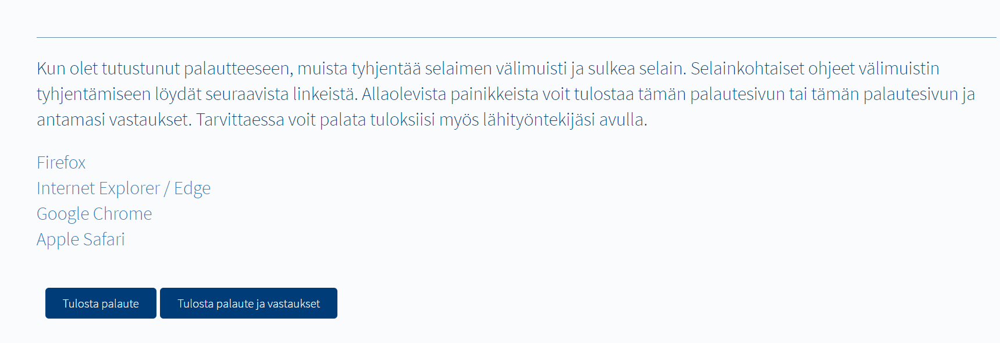 Kun olet tutustunut palautteeseen, muista tyhjentää selaimen välimuisti ja sulkea selain. Selainkohtaiset ohjeet välimuistin
tyhjentämiseen löydät seuraavista linkeistä. Allaolevista painikkeista voit tulostaa tämän palautesivun tai tämän palautesivun ja
antamasi vastaukset. Tarvittaessa voit palata tuloksiisi myös lähityöntekijäsi avulla.
Firefox
Internet Explorer / Edge
Google Chrome
Apple Safari
Tulosta palaute
Tulosta palaute ja vastaukset